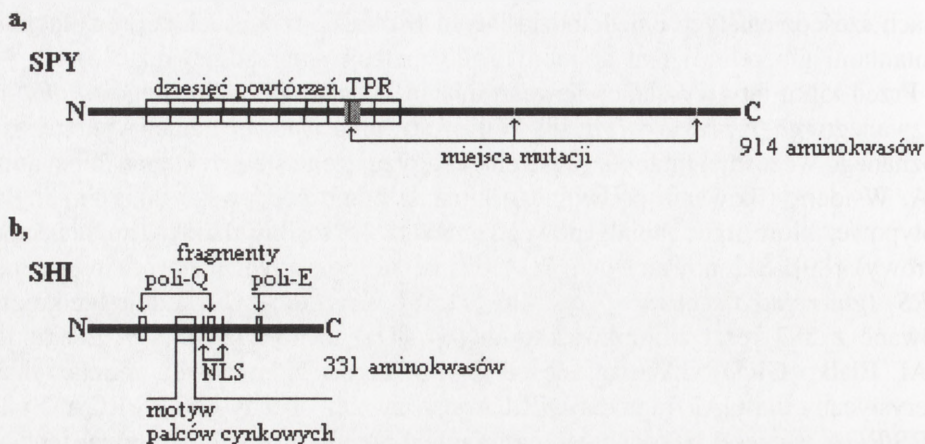 a,
SPY
dziesięć powtórzeń TPR
N C
miejsca mutacji
914 aminokwasów
b,
SHI
fragmenty
poli-Q poli-E
N C
NLS
331 aminokwasów
motyw
palców cynkowych